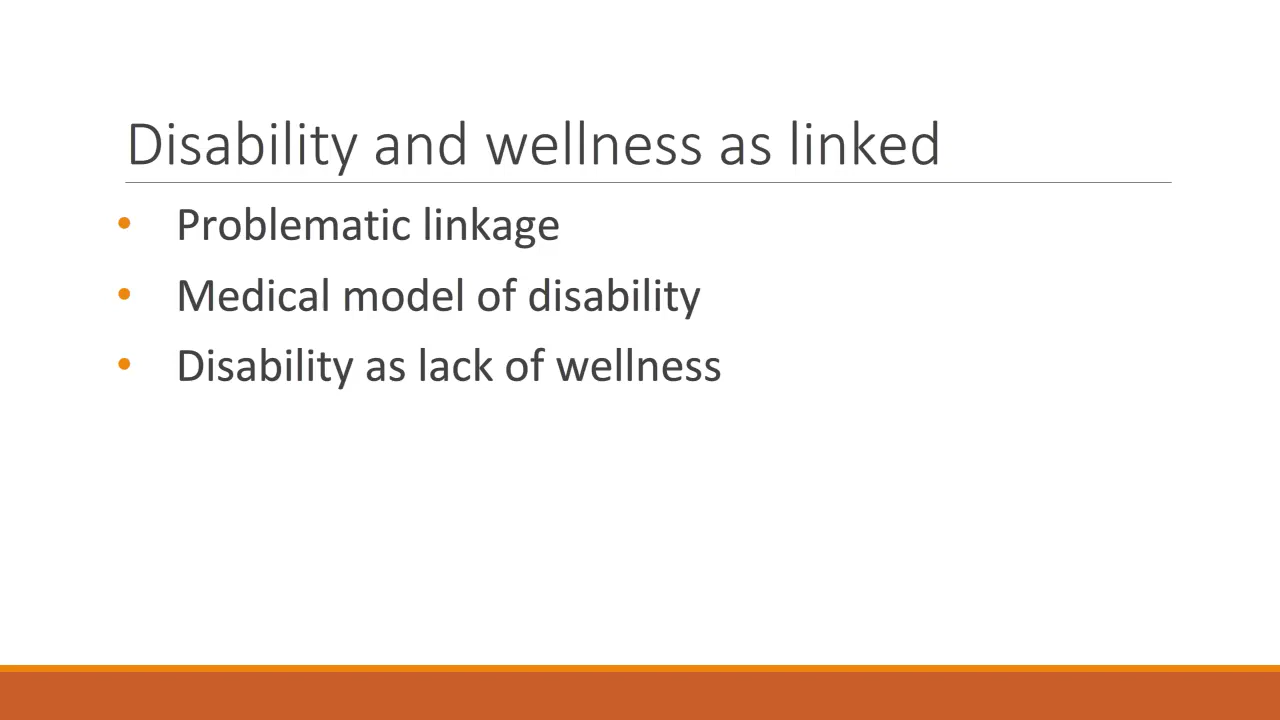 Disability and wellness as linked
• Problematic linkage
• Medical model of disability
• Disability as lack of wellness